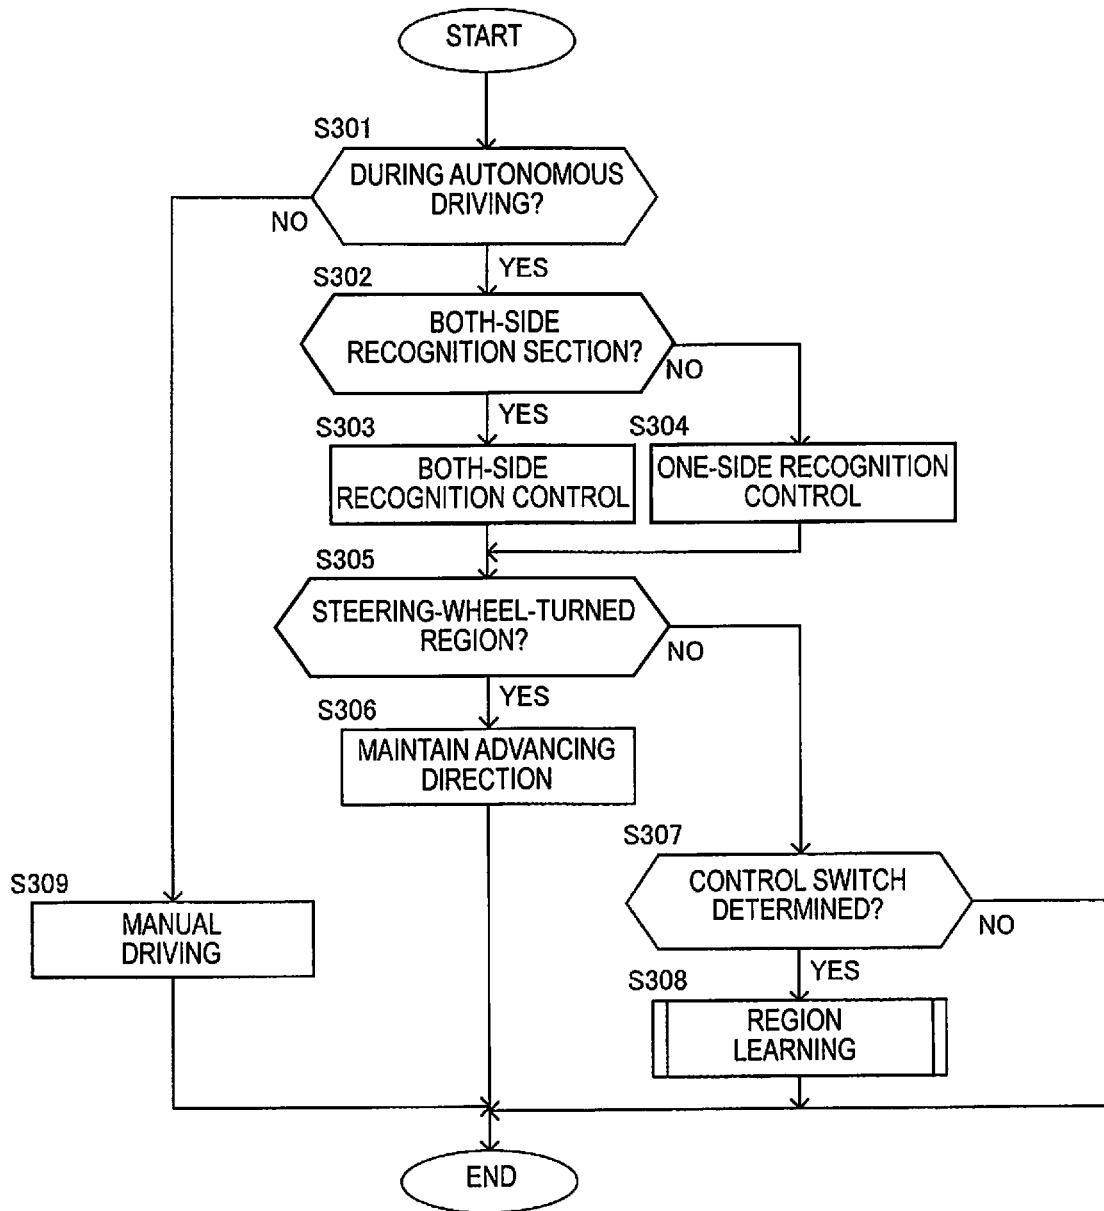 START
S301
DURING AUTONOMOUS
DRIVING?
NO
YES
S302
BOTH-SIDE
RECOGNITION SECTION?
NO
YES
S303
BOTH-SIDE
RECOGNITION CONTROL
S304
ONE-SIDE RECOGNITION
CONTROL
S305
STEERING-WHEEL-TURNED
REGION?
NO
YES
S306
MAINTAIN ADVANCING
DIRECTION
S307
CONTROL SWITCH
DETERMINED?
NO
YES
S309
MANUAL
DRIVING
S308
REGION
LEARNING
END